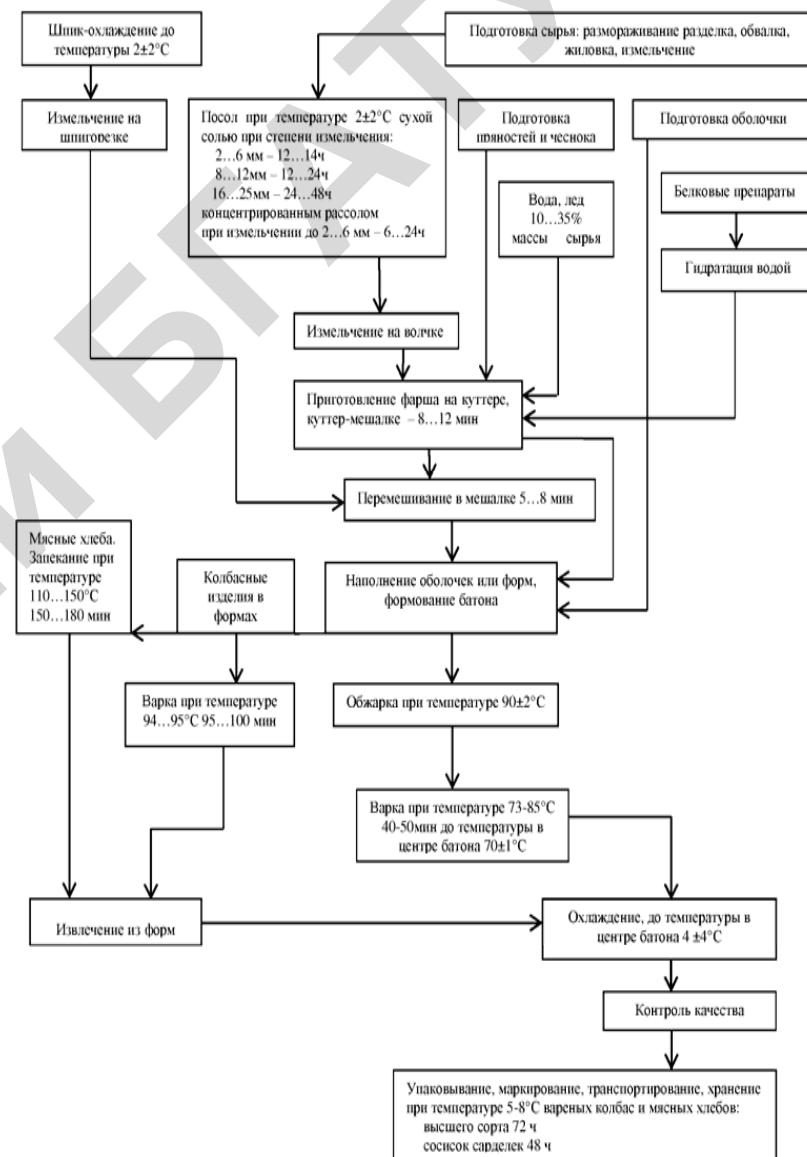 Шпик-охлаждение до
температуры 2±2°С
Подготовка сырья: размораживание разделка, обвалка,
жиловка, измельчение
Измельчение на
шпигорезке
Посол при температуре 2±2°С сухой
солью при степени измельчения:
2…6 мм – 12…14ч
8…12мм – 12…24ч
16…25мм – 24…48ч
концентрированным рассолом
при измельчении до 2…6 мм – 6…24ч
Подготовка
пряностей и чеснока
Подготовка оболочки
Вода, лед
10…35%
массы сырья
Белковые препараты
Гидратация водой
Измельчение на волчке
Приготовление фарша на куттере,
куттер-мешалке – 8…12 мин
Перемешивание в мешалке 5…8 мин
Мясные хлеба.
Запекание при
температуре
110…150°С
150…180 мин
Колбасные
изделия в
формах
Наполнение оболочек или форм,
формование батона
Варка при температуре
94…95°С 95…100 мин
Обжарка при температуре 90±2°С
Варка при температуре 73-85°С
40-50мин до температуры в
центре батона 70±1°С
Извлечение из форм
Охлаждение, до температуры в
центре батона 4 ±4°С
Контроль качества
Упаковывание, маркирование, транспортирование, хранение
при температуре 5-8°С вареных колбас и мясных хлебов:
высшего сорта 72 ч
сосисок сарделек 48 ч
БГАТУ